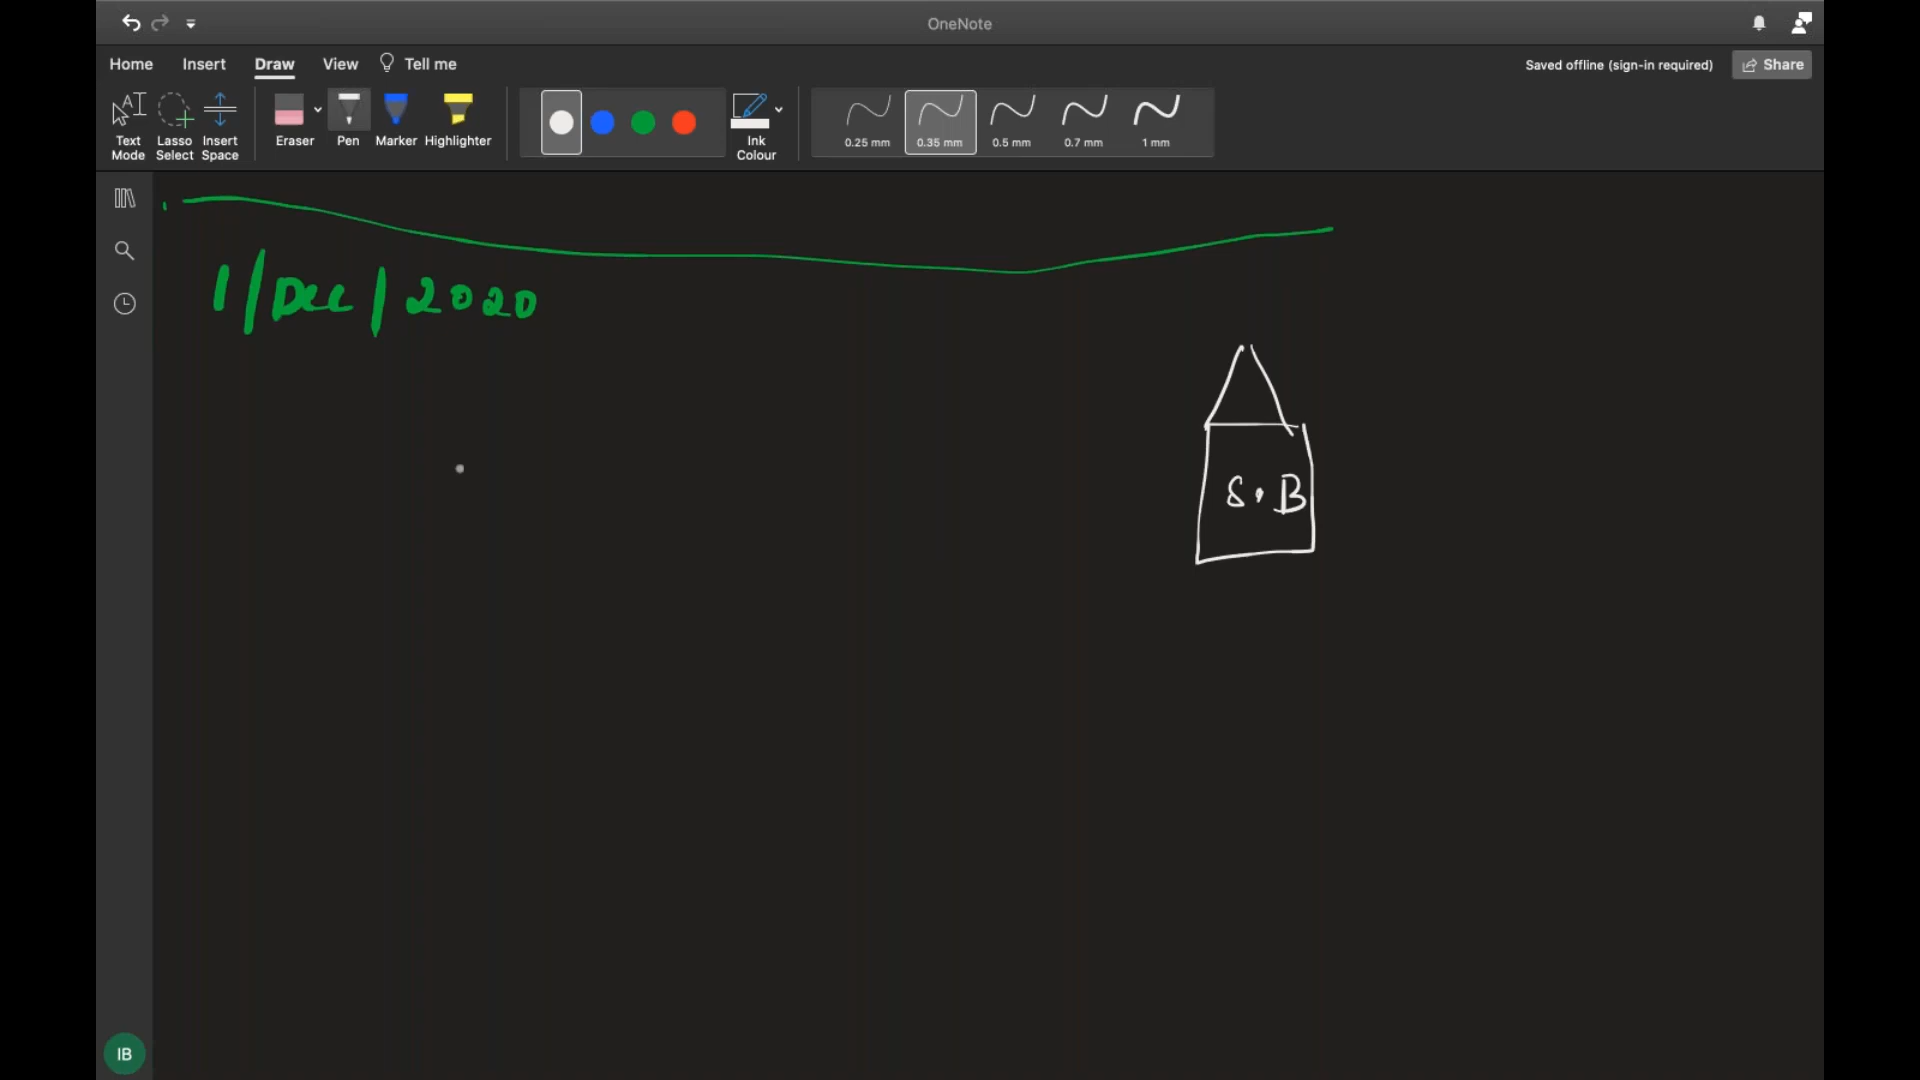 OneNote
Home Insert Draw View Tell me
Saved offline (sign-in required) Share
Text Mode
Lasso Select
Insert Space
Eraser
Pen
Marker
Highlighter
Ink Colour
0.25 mm 0.35 mm 0.5 mm 0.7 mm 1 mm
1/Dec/2020
S.B
IB